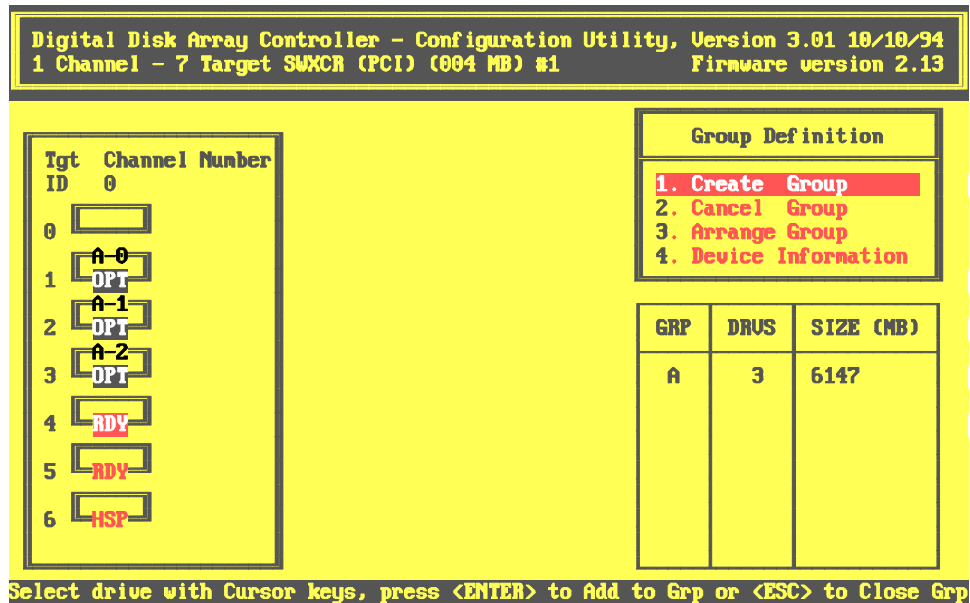 Digital Disk Array Controller - Configuration Utility, Version 3.01 10/10/94
1 Channel - 7 Target SWXCR (PCI) (004 MB) #1 Firmware version 2.13
Group Definition
1. Create Group
2. Cancel Group
3. Arrange Group
4. Device Information
Tgt Channel Number
ID 0
0
A-0
1 OPT
A-1
2 OPT
A-2
3 OPT
4 RDY
5 RDY
6 HSP
GRP DRVS SIZE (MB)
A 3 6147
Select drive with Cursor keys, press <ENTER> to Add to Grp or <ESC> to Close Grp